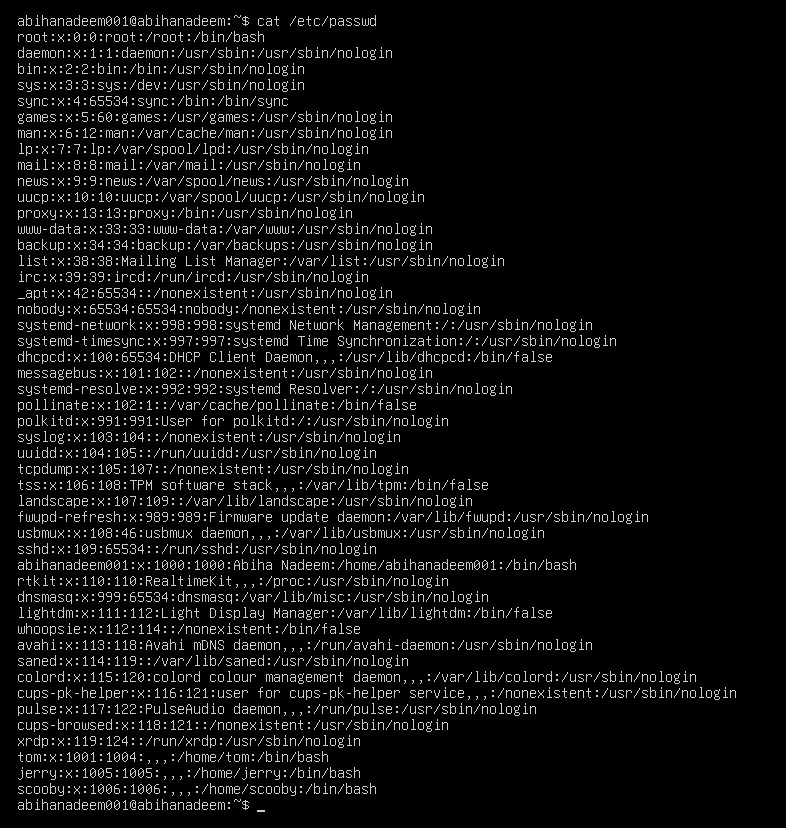 abihanadeem001@abihanadeem:~$ cat /etc/passwd
root:x:0:0:root:/root:/bin/bash
daemon:x:1:1:daemon:/usr/sbin:/usr/sbin/nologin
bin:x:2:2:bin:/bin:/usr/sbin/nologin
sys:x:3:3:sys:/dev:/usr/sbin/nologin
sync:x:4:65534:sync:/bin:/bin/sync
games:x:5:60:games:/usr/games:/usr/sbin/nologin
man:x:6:12:man:/var/cache/man:/usr/sbin/nologin
lp:x:7:7:lp:/var/spool/lpd:/usr/sbin/nologin
mail:x:8:8:mail:/var/mail:/usr/sbin/nologin
news:x:9:9:news:/var/spool/news:/usr/sbin/nologin
uucp:x:10:10:uucp:/var/spool/uucp:/usr/sbin/nologin
proxy:x:13:13:proxy:/bin:/usr/sbin/nologin
www-data:x:33:33:www-data:/var/www:/usr/sbin/nologin
backup:x:34:34:backup:/var/backups:/usr/sbin/nologin
list:x:38:38:Mailing List Manager:/var/list:/usr/sbin/nologin
irc:x:39:39:ircd:/run/ircd:/usr/sbin/nologin
_apt:x:42:65534::/nonexistent:/usr/sbin/nologin
nobody:x:65534:65534:nobody:/nonexistent:/usr/sbin/nologin
systemd-network:x:998:998:systemd Network Management:/:/usr/sbin/nologin
systemd-timesync:x:997:997:systemd Time Synchronization:/:/usr/sbin/nologin
dhcpcd:x:100:65534:DHCP Client Daemon,,,:/usr/lib/dhcpcd:/bin/false
messagebus:x:101:102::/nonexistent:/usr/sbin/nologin
systemd-resolve:x:992:992:systemd Resolver:/:/usr/sbin/nologin
pollinate:x:102:1::/var/cache/pollinate:/bin/false
polkitd:x:991:991:User for polkitd:/:/usr/sbin/nologin
syslog:x:103:104::/nonexistent:/usr/sbin/nologin
uuidd:x:104:105::/run/uuidd:/usr/sbin/nologin
tcpdump:x:105:107::/nonexistent:/usr/sbin/nologin
tss:x:106:108:TPM software stack,,,:/var/lib/tpm:/bin/false
landscape:x:107:109::/var/lib/landscape:/usr/sbin/nologin
fwupd-refresh:x:989:989:Firmware update daemon:/var/lib/fwupd:/usr/sbin/nologin
usbmux:x:108:46:usbmux daemon,,,:/var/lib/usbmux:/usr/sbin/nologin
sshd:x:109:65534::/run/sshd:/usr/sbin/nologin
abihanadeem001:x:1000:1000:Abiha Nadeem:/home/abihanadeem001:/bin/bash
rtkit:x:110:110:RealtimeKit,,,:/proc:/usr/sbin/nologin
dnsmasq:x:999:65534:dnsmasq:/var/lib/misc:/usr/sbin/nologin
lightdm:x:111:112:Light Display Manager:/var/lib/lightdm:/bin/false
whoopsie:x:112:114::/nonexistent:/bin/false
avahi:x:113:118:Avahi mDNS daemon,,,:/run/avahi-daemon:/usr/sbin/nologin
saned:x:114:119::/var/lib/saned:/usr/sbin/nologin
colord:x:115:120:colord colour management daemon,,,:/var/lib/colord:/usr/sbin/nologin
cups-pk-helper:x:116:121:user for cups-pk-helper service,,,:/nonexistent:/usr/sbin/nologin
pulse:x:117:122:PulseAudio daemon,,,:/run/pulse:/usr/sbin/nologin
cups-browsed:x:118:121::/nonexistent:/usr/sbin/nologin
xrdp:x:119:124::/run/xrdp:/usr/sbin/nologin
tom:x:1001:1004:,,,:/home/tom:/bin/bash
jerry:x:1005:1005:,,,:/home/jerry:/bin/bash
scooby:x:1006:1006:,,,:/home/scooby:/bin/bash
abihanadeem001@abihanadeem:~$ _